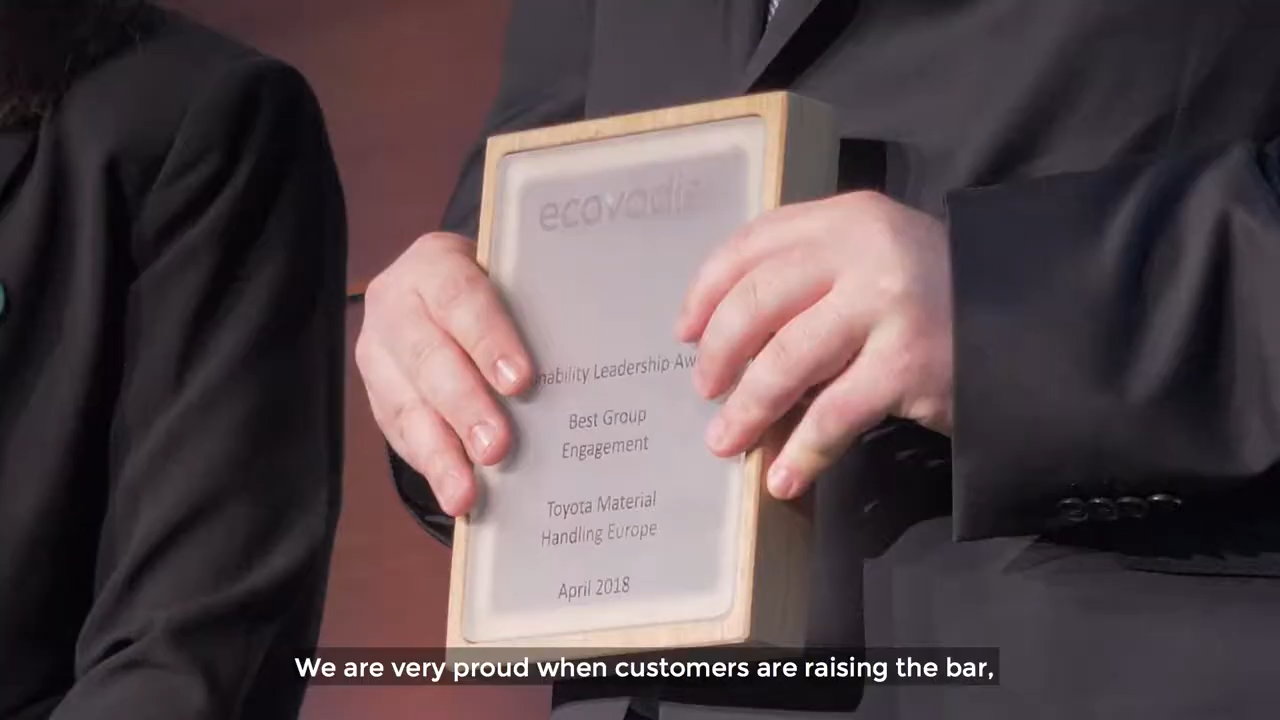 ecovadis
inability Leadership Aw
Best Group
Engagement
Toyota Material
Handling Europe
April 2018
We are very proud when customers are raising the bar,